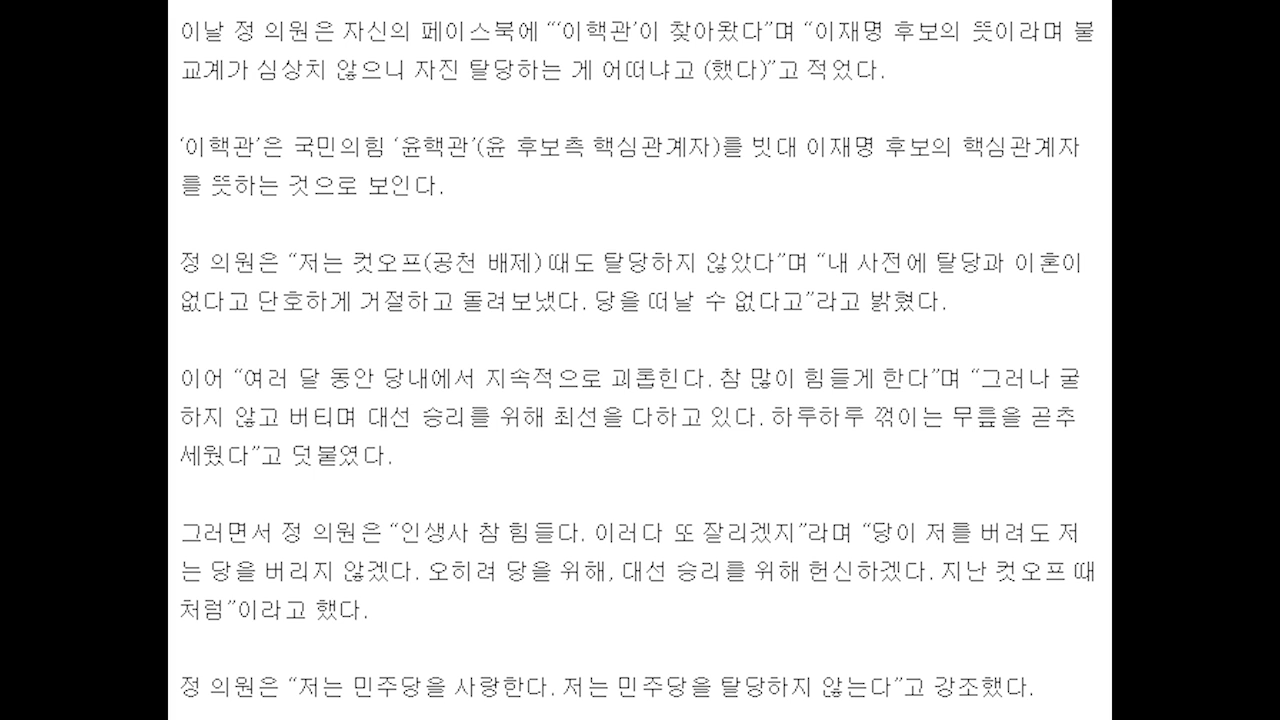 이날 정 의원은 자신의 페이스북에 “‘이핵관’이 찾아왔다”며 “이재명 후보의 뜻이라며 불
교계가 심상치 않으니 자진 탈당하는 게 어떠냐고 (했다)”고 적었다.
‘이핵관’은 국민의힘 ‘윤핵관’(윤 후보측 핵심관계자)를 빗대 이재명 후보의 핵심관계자
를 뜻하는 것으로 보인다.
정 의원은 “저는 컷오프(공천 배제) 때도 탈당하지 않았다”며 “내 사전에 탈당과 이혼이
없다고 단호하게 거절하고 돌려보냈다. 당을 떠날 수 없다고”라고 밝혔다.
이어 “여러 달 동안 당내에서 지속적으로 괴롭힌다. 참 많이 힘들게 한다”며 “그러나 굴
하지 않고 버티며 대선 승리를 위해 최선을 다하고 있다. 하루하루 꺾이는 무릎을 곧추
세웠다”고 덧붙였다.
그러면서 정 의원은 “인생사 참 힘들다. 이러다 또 잘리겠지”라며 “당이 저를 버려도 저
는 당을 버리지 않겠다. 오히려 당을 위해, 대선 승리를 위해 헌신하겠다. 지난 컷오프 때
처럼”이라고 했다.
정 의원은 “저는 민주당을 사랑한다. 저는 민주당을 탈당하지 않는다”고 강조했다.